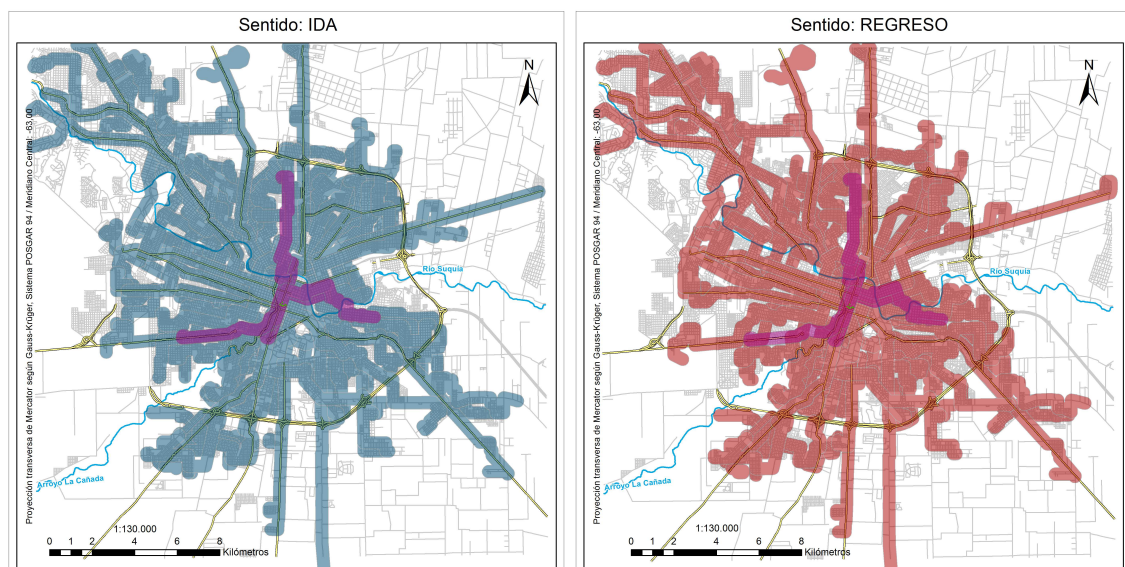 Sentido: IDA
N
Proyección transversa de Mercator según Gauss-Krüger, Sistema POSGAR 94 / Meridiano Central: -63,00
Río Suquía
Arroyo La Cañada
1:130.000
0 1 2 4 6 8
Kilómetros
Sentido: REGRESO
N
Proyección transversa de Mercator según Gauss-Krüger, Sistema POSGAR 94 / Meridiano Central: -63,00
Río Suquía
Arroyo La Cañada
1:130.000
0 1 2 4 6 8
Kilómetros